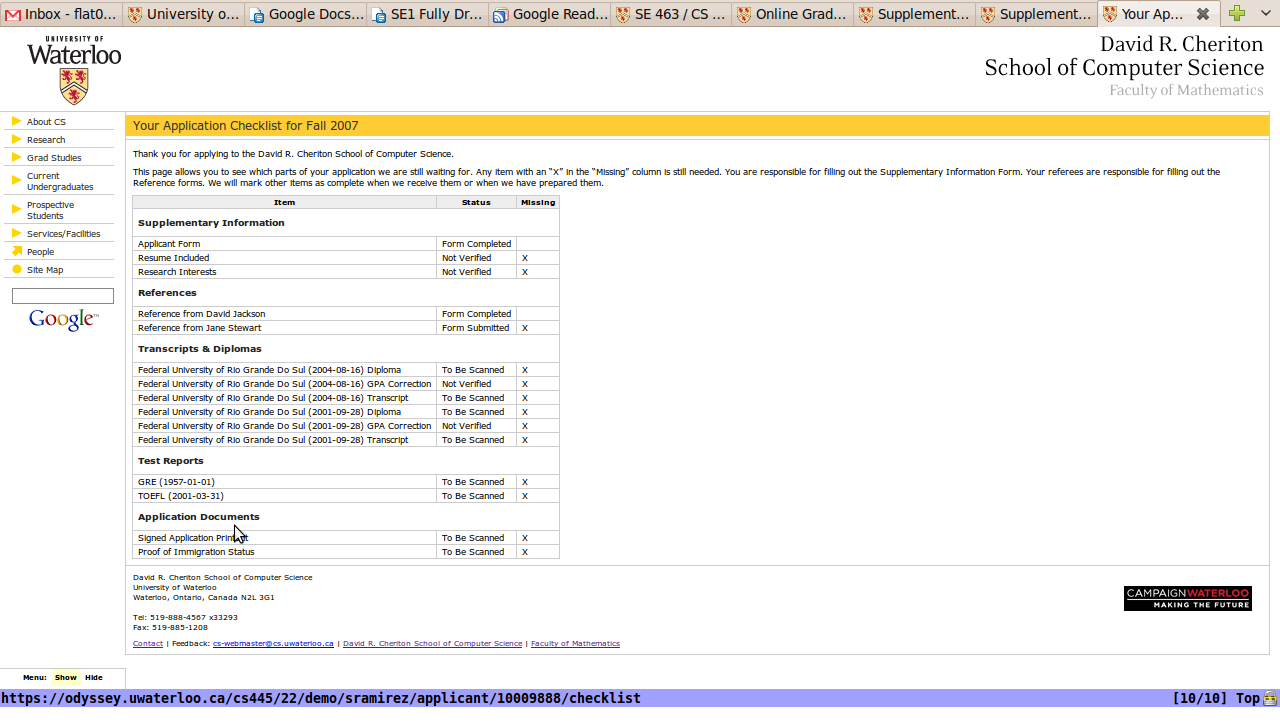 Inbox - flat0...
University o...
Google Docs...
SE1 Fully Dr...
Google Read...
SE 463 / CS ...
Online Grad...
Supplement...
Supplement...
Your Ap...
UNIVERSITY OF
Waterloo
David R. Cheriton
School of Computer Science
Faculty of Mathematics
About CS
Research
Grad Studies
Current
Undergraduates
Prospective
Students
Services/Facilities
People
Site Map
Google™
Your Application Checklist for Fall 2007
Thank you for applying to the David R. Cheriton School of Computer Science.
This page allows you to see which parts of your application we are still waiting for. Any item with an “X” in the “Missing” column is still needed. You are responsible for filling out the Supplementary Information Form. Your referees are responsible for filling out the
Reference forms. We will mark other items as complete when we receive them or when we have prepared them.
Item Status Missing
Supplementary Information
Applicant Form Form Completed
Resume Included Not Verified X
Research Interests Not Verified X
References
Reference from David Jackson Form Completed
Reference from Jane Stewart Form Submitted X
Transcripts & Diplomas
Federal University of Rio Grande Do Sul (2004-08-16) Diploma To Be Scanned X
Federal University of Rio Grande Do Sul (2004-08-16) GPA Correction Not Verified X
Federal University of Rio Grande Do Sul (2004-08-16) Transcript To Be Scanned X
Federal University of Rio Grande Do Sul (2001-09-28) Diploma To Be Scanned X
Federal University of Rio Grande Do Sul (2001-09-28) GPA Correction Not Verified X
Federal University of Rio Grande Do Sul (2001-09-28) Transcript To Be Scanned X
Test Reports
GRE (1957-01-01) To Be Scanned X
TOEFL (2001-03-31) To Be Scanned X
Application Documents
Signed Application Printout To Be Scanned X
Proof of Immigration Status To Be Scanned X
David R. Cheriton School of Computer Science
University of Waterloo
Waterloo, Ontario, Canada N2L 3G1
Tel: 519-888-4567 x33293
Fax: 519-885-1208
Contact | Feedback: cs-webmaster@cs.uwaterloo.ca | David R. Cheriton School of Computer Science | Faculty of Mathematics
CAMPAIGN WATERLOO
MAKING THE FUTURE
Menu: Show Hide
https://odyssey.uwaterloo.ca/cs445/22/demo/sramirez/applicant/10009888/checklist [10/10] Top